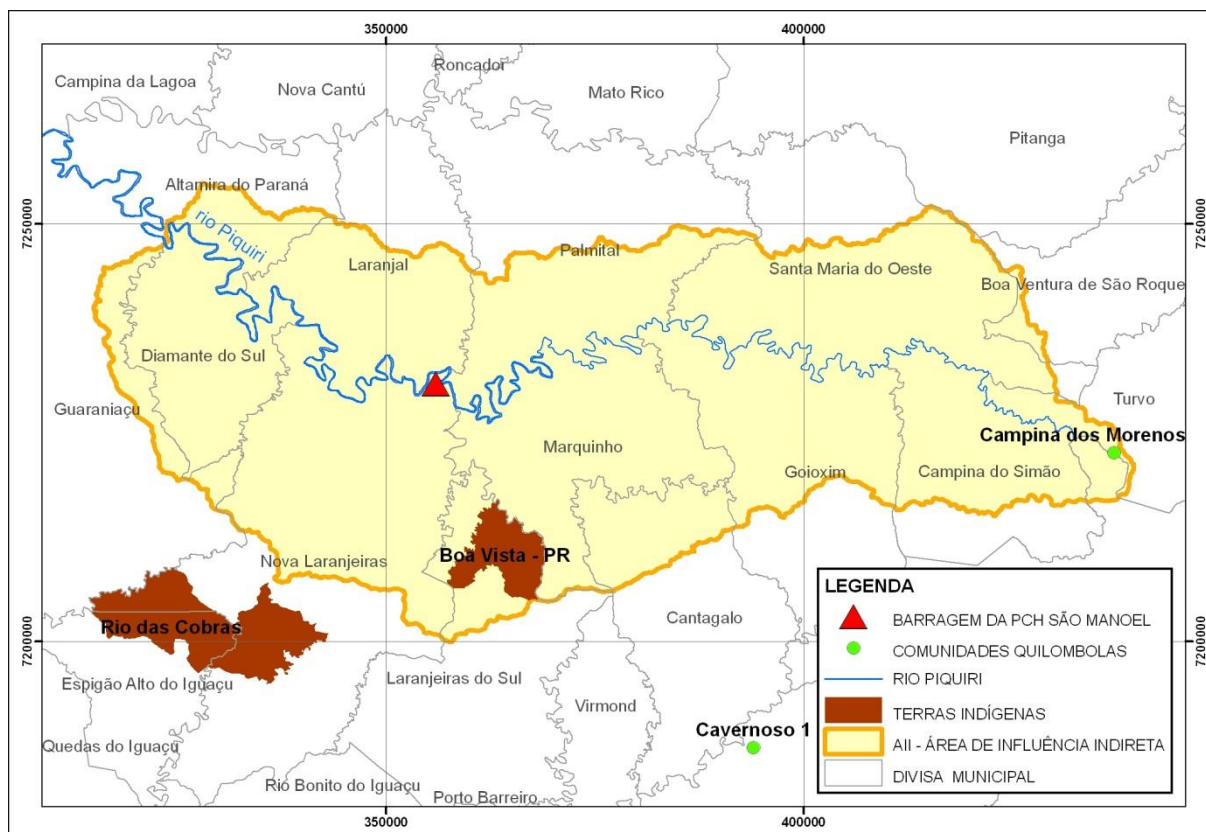 350000
400000
Roncador
Campina da Lagoa
Nova Cantú
Mato Rico
Pitanga
Altamira do Paraná
rio Piquiri
7250000
7250000
Palmital
Laranjal
Santa Maria do Oeste
Boa Ventura de São Roque
Diamante do Sul
Guaraniaçu
Turvo
Campina dos Morenos
Marquinho
Goioxim
Campina do Simão
Boa Vista - PR
Nova Laranjeiras
Cantagalo
Rio das Cobras
7200000
7200000
Espigão Alto do Iguaçu
Laranjeiras do Sul
Virmond
Cavernoso 1
Quedas do Iguaçu
Rio Bonito do Iguaçu
Porto Barreiro
LEGENDA
BARRAGEM DA PCH SÃO MANOEL
COMUNIDADES QUILOMBOLAS
RIO PIQUIRI
TERRAS INDÍGENAS
AII - ÁREA DE INFLUÊNCIA INDIRETA
DIVISA MUNICIPAL
350000
400000